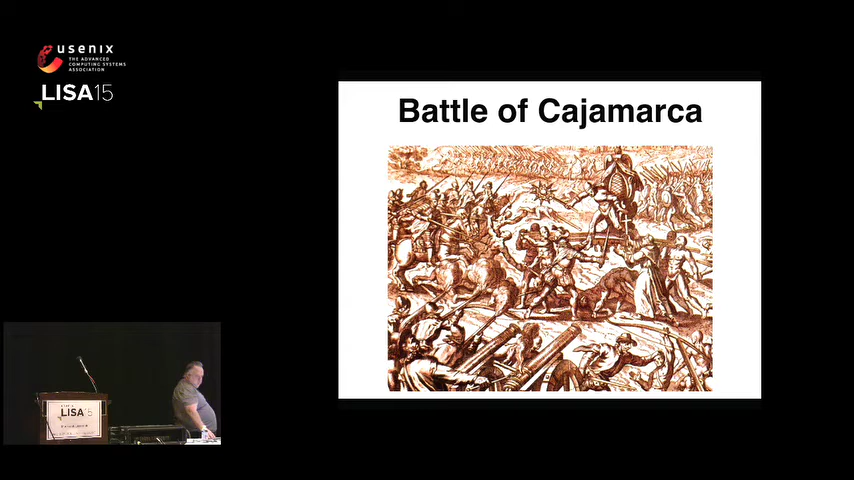 usenix
THE ADVANCED
COMPUTING SYSTEMS
ASSOCIATION
LISA15
Battle of Cajamarca
LISA15